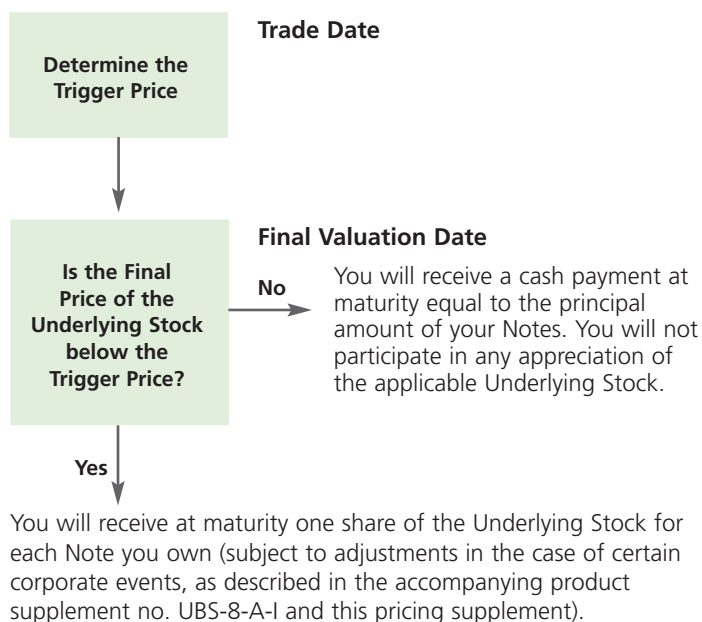 Trade Date
Determine the
Trigger Price
Final Valuation Date
Is the Final
Price of the
Underlying Stock
below the
Trigger Price?
No
You will receive a cash payment at
maturity equal to the principal
amount of your Notes. You will not
participate in any appreciation of
the applicable Underlying Stock.
Yes
You will receive at maturity one share of the Underlying Stock for
each Note you own (subject to adjustments in the case of certain
corporate events, as described in the accompanying product
supplement no. UBS-8-A-I and this pricing supplement).